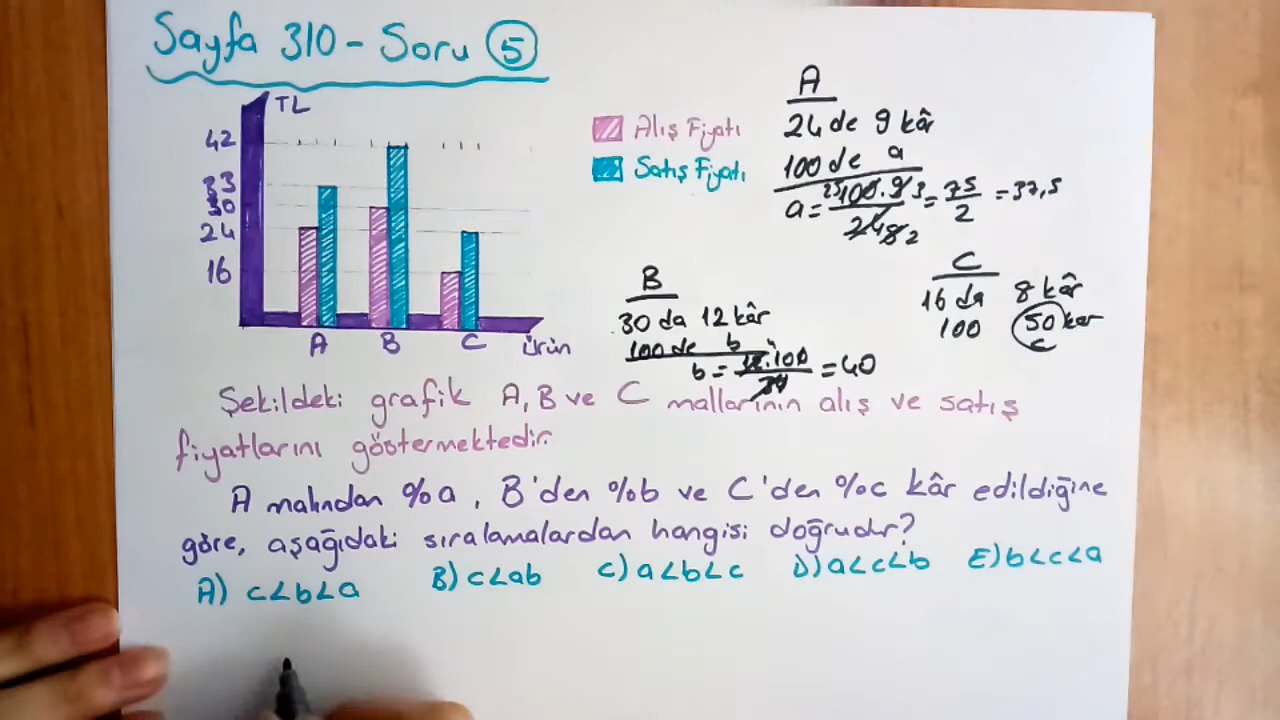 Sayfa 310 - Soru 5
TL
42
33
30
24
16
A B C Ürün
Alış Fiyatı
Satış Fiyatı
A
24 de 9 kâr
100 de a
a = 100.9 / 24 = 75/2 = 37,5
B
30 da 12 kâr
100 de b
b = 12.100 / 30 = 40
C
16 da 8 kâr
100 50 kar
c
Şekildeki grafik A, B ve C mallarının alış ve satış
fiyatlarını göstermektedir.
A malından %a, B'den %b ve C'den %c kâr edildiğine
göre, aşağıdaki sıralamalardan hangisi doğrudur?
A) c<b<a B) c<ab C) a<b<c D) a<c<b E) b<c<a